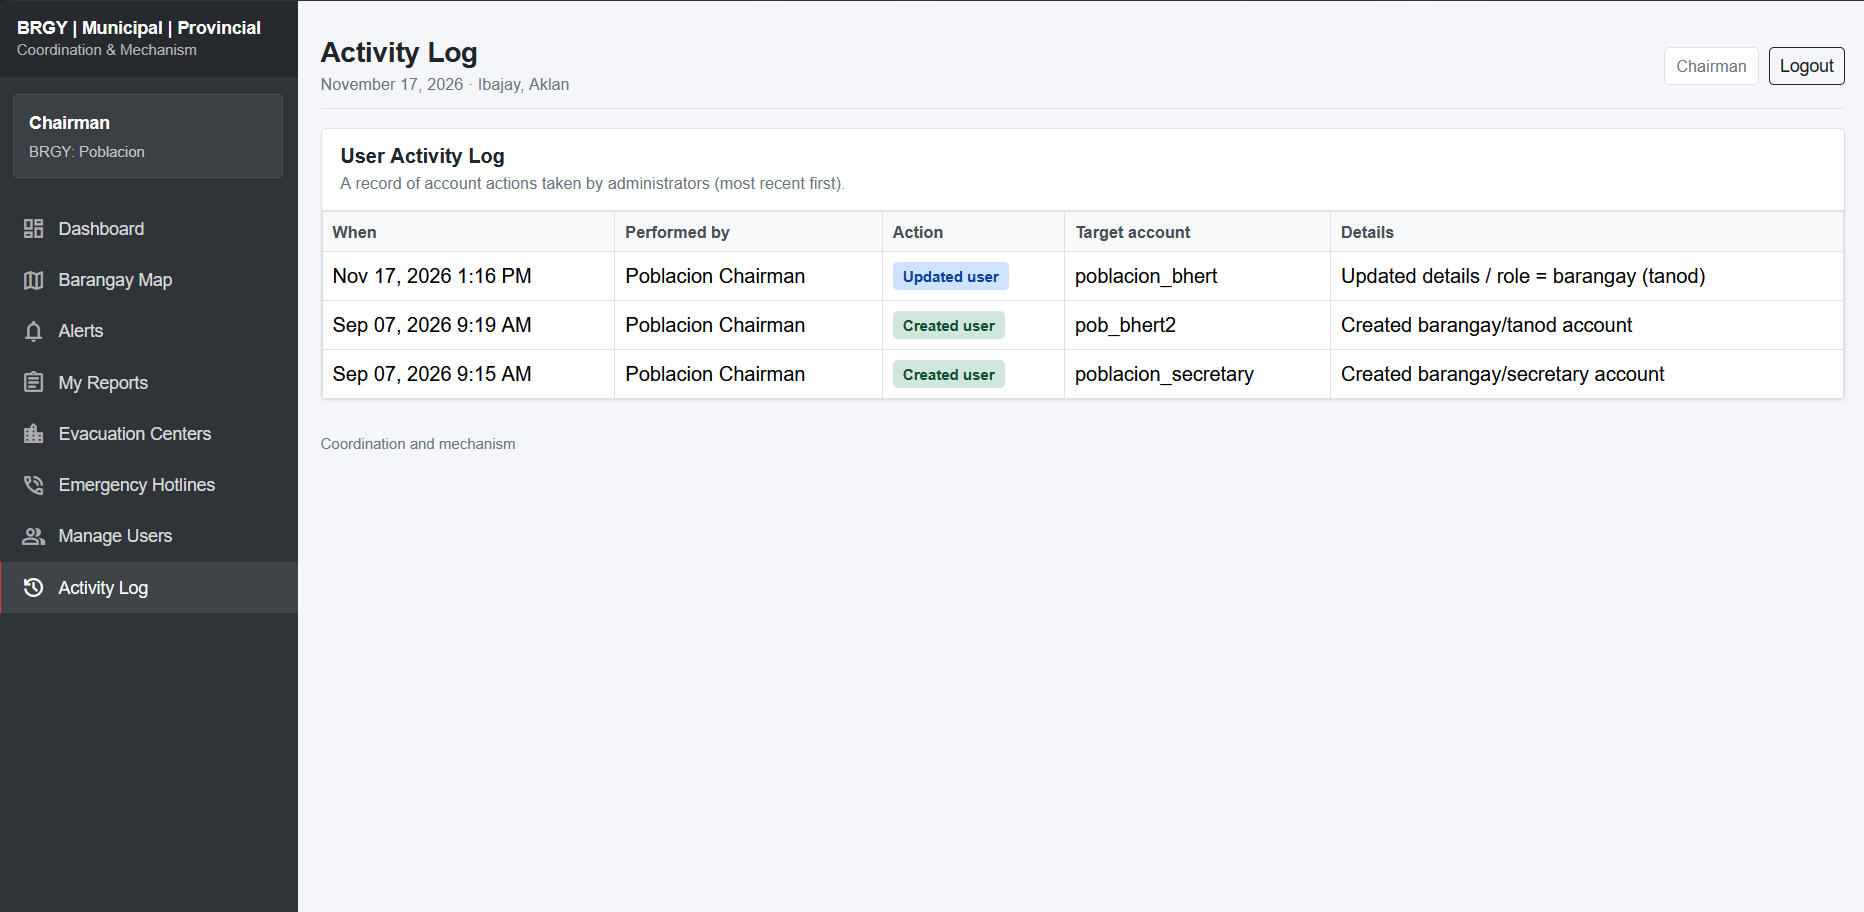 BRGY | Municipal | Provincial
Coordination & Mechanism
Chairman
BRGY: Poblacion
Dashboard
Barangay Map
Alerts
My Reports
Evacuation Centers
Emergency Hotlines
Manage Users
Activity Log
Activity Log
November 17, 2026 · Ibajay, Aklan
Chairman
Logout
User Activity Log
A record of account actions taken by administrators (most recent first).
When Performed by Action Target account Details
Nov 17, 2026 1:16 PM Poblacion Chairman Updated user poblacion_bhert Updated details / role = barangay (tanod)
Sep 07, 2026 9:19 AM Poblacion Chairman Created user pob_bhert2 Created barangay/tanod account
Sep 07, 2026 9:15 AM Poblacion Chairman Created user poblacion_secretary Created barangay/secretary account
Coordination and mechanism